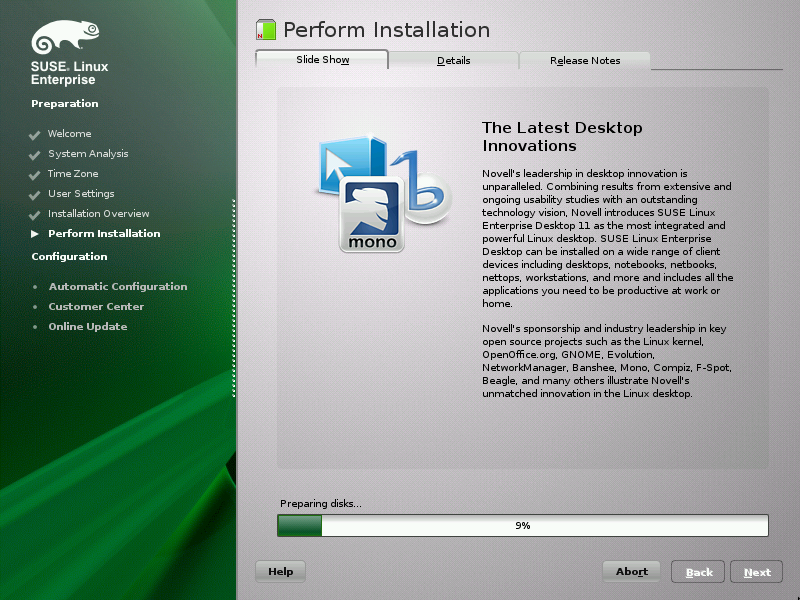 SUSE. Linux
Enterprise
Preparation
Welcome
System Analysis
Time Zone
User Settings
Installation Overview
Perform Installation
Configuration
Automatic Configuration
Customer Center
Online Update
Perform Installation
Slide Show
Details
Release Notes
mono
The Latest Desktop
Innovations
Novell's leadership in desktop innovation is
unparalleled. Combining results from extensive and
ongoing usability studies with an outstanding
technology vision, Novell introduces SUSE Linux
Enterprise Desktop 11 as the most integrated and
powerful Linux desktop. SUSE Linux Enterprise
Desktop can be installed on a wide range of client
devices including desktops, notebooks, netbooks,
nettops, workstations, and more and includes all the
applications you need to be productive at work or
home.
Novell's sponsorship and industry leadership in key
open source projects such as the Linux kernel,
OpenOffice.org, GNOME, Evolution,
NetworkManager, Banshee, Mono, Compiz, F-Spot,
Beagle, and many others illustrate Novell's
unmatched innovation in the Linux desktop.
Preparing disks...
9%
Help
Abort
Back
Next